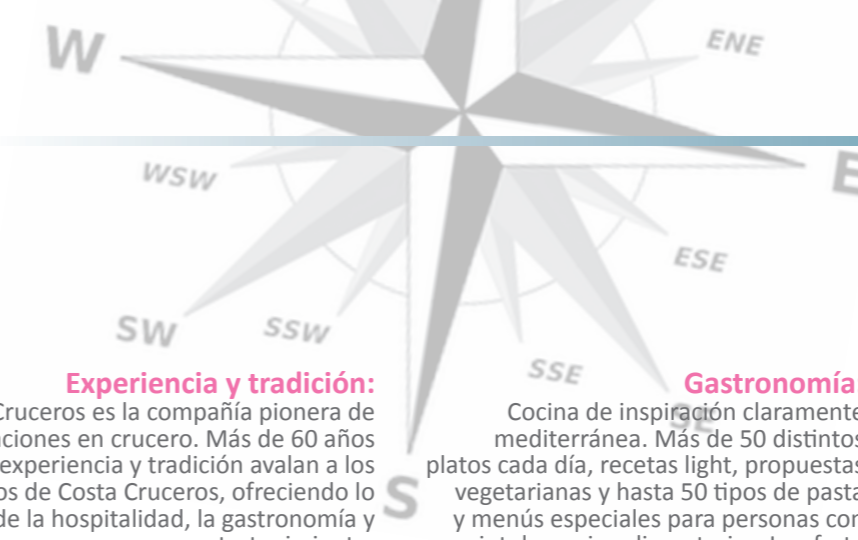 W
ENE
WSW
ESE
SW
SSW
SSE
SE
S
Experiencia y tradición:
Cruceros es la compañía pionera de
ciones en crucero. Más de 60 años
experiencia y tradición avalan a los
os de Costa Cruceros, ofreciendo lo
de la hospitalidad, la gastronomía y
Gastronomía
Cocina de inspiración claramente
mediterránea. Más de 50 distintos
platos cada día, recetas light, propuestas
vegetarianas y hasta 50 tipos de pasta
y menús especiales para personas con